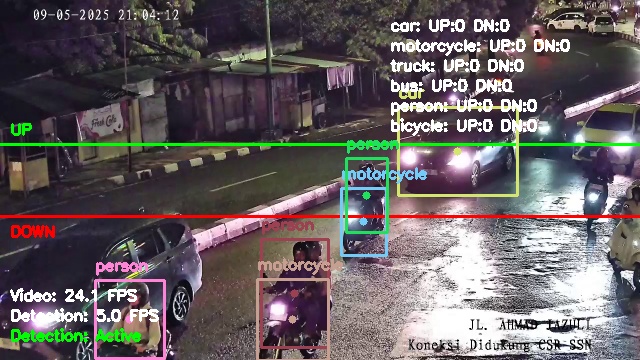 09-05-2025 21:04:12
car: UP:0 DN:0
motorcycle: UP:0 DN:0
truck: UP:0 DN:0
bus: UP:0 DN:0
car
person: UP:0 DN:0
bicycle: UP:0 DN:0
UP
person
motorcycle
DOWN
person
person
motorcycle
Fresh Cola
Video: 24.1 FPS
Detection: 5.0 FPS
Detection: Active
JL. AHMAD JAZULI
Koneksi Didukung CSR SSN